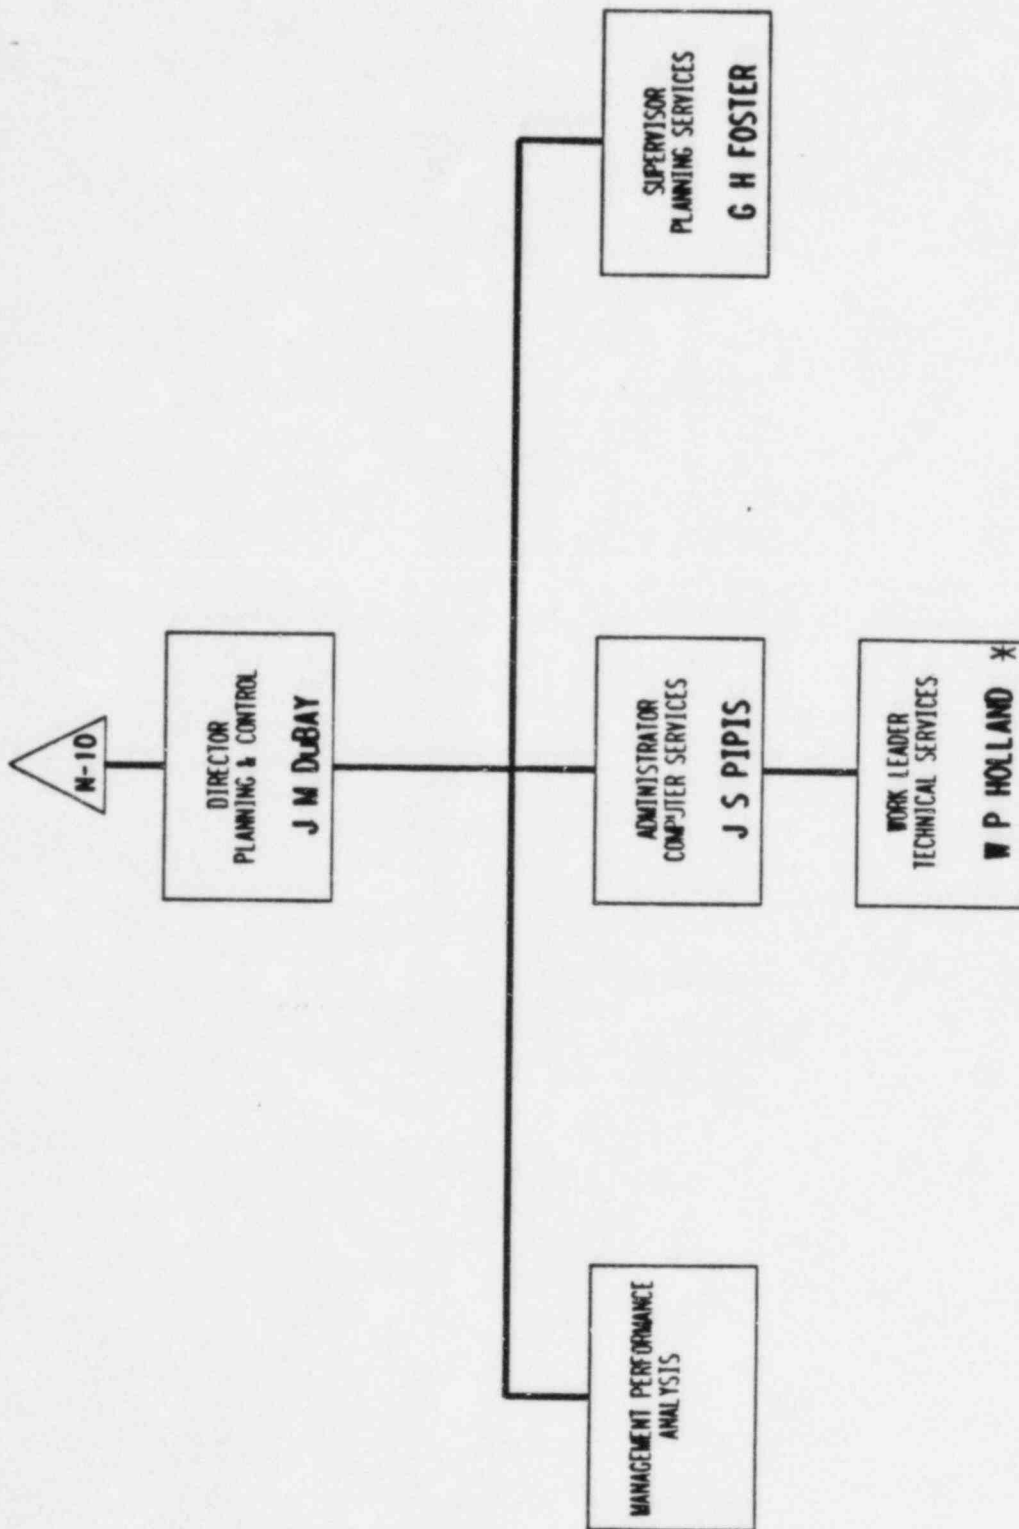 N-10
DIRECTOR
PLANNING & CONTROL
J M DuBAY
MANAGEMENT PERFORMANCE
ANALYSIS
ADMINISTRATOR
COMPUTER SERVICES
J S PIPIS
SUPERVISOR
PLANNING SERVICES
G H FOSTER
WORK LEADER
TECHNICAL SERVICES
W P HOLLAND *